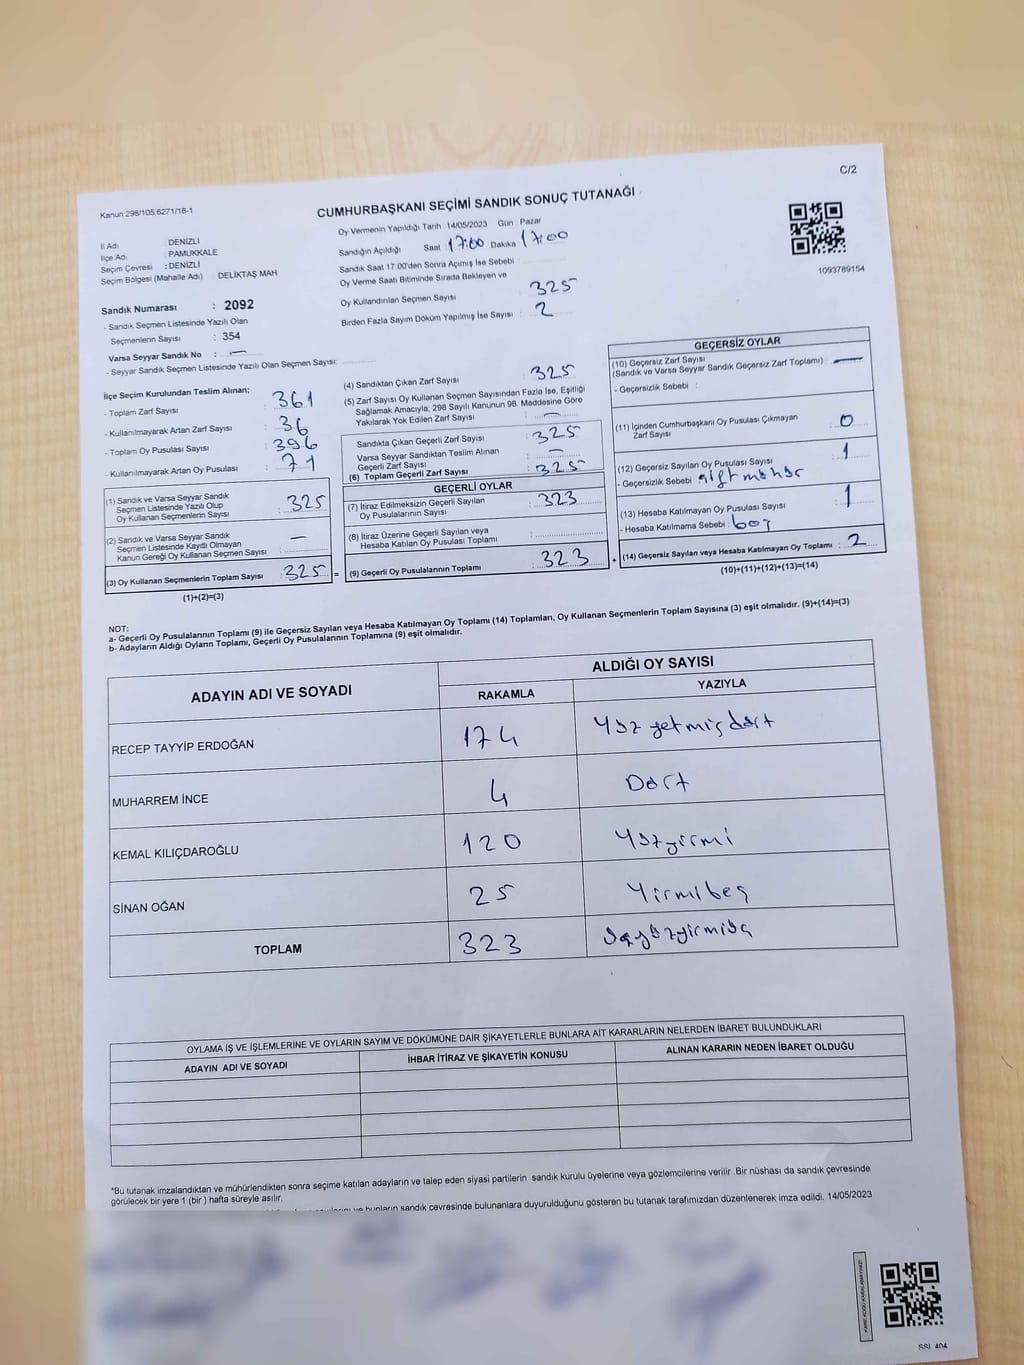 C/2
Kanun 298/105,6271/18-1
CUMHURBAŞKANI SEÇİMİ SANDIK SONUÇ TUTANAĞI
İl Adı : DENİZLİ
İlçe Adı : PAMUKKALE
Seçim Çevresi : DENİZLİ
Seçim Bölgesi (Mahalle Adı) : DELİKTAŞ MAH
Oy Vermenin Yapıldığı Tarih : 14/05/2023 Gün : Pazar
Sandığın Açıldığı Saat 17:00 Dakika 17:00
Sandık Saat 17:00'den Sonra Açımış İse Sebebi :
Oy Verme Saati Bitiminde Sırada Bekleyen ve
Oy Kullandırılan Seçmen Sayısı 325
Birden Fazla Sayım Döküm Yapılmış İse Sayısı : 2
1093789154
Sandık Numarası : 2092
- Sandık Seçmen Listesinde Yazılı Olan
Seçmenlerin Sayısı : 354
Varsa Seyyar Sandık No : —
- Seyyar Sandık Seçmen Listesinde Yazılı Olan Seçmen Sayısı:
İlçe Seçim Kurulundan Teslim Alınan;
- Toplam Zarf Sayısı : 361
- Kullanılmayarak Artan Zarf Sayısı : 36
- Toplam Oy Pusulası Sayısı : 396
- Kullanılmayarak Artan Oy Pusulası : 71
(1) Sandık ve Varsa Seyyar Sandık
Seçmen Listesinde Yazılı Olup
Oy Kullanan Seçmenlerin Sayısı : 325
(2) Sandık ve Varsa Seyyar Sandık
Seçmen Listesinde Kayıtlı Olmayan
Kanun Gereği Oy Kullanan Seçmen Sayısı : —
(3) Oy Kullanan Seçmenlerin Toplam Sayısı : 325 =
(1)+(2)=(3)
(4) Sandıktan Çıkan Zarf Sayısı : 325
(5) Zarf Sayısı Oy Kullanan Seçmen Sayısından Fazla İse, Eşitliği
Sağlamak Amacıyla; 298 Sayılı Kanunun 98. Maddesine Göre
Yakılarak Yok Edilen Zarf Sayısı : —
Sandıkta Çıkan Geçerli Zarf Sayısı : 325
Varsa Seyyar Sandıktan Teslim Alınan
Geçerli Zarf Sayısı : —
(6) Toplam Geçerli Zarf Sayısı : 325
GEÇERLİ OYLAR
(7) İtiraz Edilmeksizin Geçerli Sayılan
Oy Pusulalarının Sayısı : 323
(8) İtiraz Üzerine Geçerli Sayılan veya
Hesaba Katılan Oy Pusulası Toplamı :
(9) Geçerli Oy Pusulalarının Toplamı : 323 +
GEÇERSİZ OYLAR
(10) Geçersiz Zarf Sayısı
(Sandık ve Varsa Seyyar Sandık Geçersiz Zarf Toplamı) : —
- Geçersizlik Sebebi :
(11) İçinden Cumhurbaşkanı Oy Pusulası Çıkmayan
Zarf Sayısı : 0
(12) Geçersiz Sayılan Oy Pusulası Sayısı : 1
- Geçersizlik Sebebi : çift mühür
(13) Hesaba Katılmayan Oy Pusulası Sayısı : 1
- Hesaba Katılmama Sebebi : boş
(14) Geçersiz Sayılan veya Hesaba Katılmayan Oy Toplamı : 2
(10)+(11)+(12)+(13)=(14)
NOT:
a- Geçerli Oy Pusulalarının Toplamı (9) ile Geçersiz Sayılan veya Hesaba Katılmayan Oy Toplamı (14) Toplamları, Oy Kullanan Seçmenlerin Toplam Sayısına (3) eşit olmalıdır. (9)+(14)=(3)
b- Adayların Aldığı Oyların Toplamı, Geçerli Oy Pusulalarının Toplamına (9) eşit olmalıdır.
ADAYIN ADI VE SOYADI
ALDIĞI OY SAYISI
RAKAMLA YAZIYLA
RECEP TAYYİP ERDOĞAN 174 Yüz yetmiş dört
MUHARREM İNCE 4 Dört
KEMAL KILIÇDAROĞLU 120 Yüzyirmi
SİNAN OĞAN 25 Yirmibeş
TOPLAM 323 üçyüzyirmiüç
OYLAMA İŞ VE İŞLEMLERİNE VE OYLARIN SAYIM VE DÖKÜMÜNE DAİR ŞİKAYETLERLE BUNLARA AİT KARARLARIN NELERDEN İBARET BULUNDUKLARI
ADAYIN ADI VE SOYADI İHBAR İTİRAZ VE ŞİKAYETİN KONUSU ALINAN KARARIN NEDEN İBARET OLDUĞU
*Bu tutanak imzalandıktan ve mühürlendikten sonra seçime katılan adayların ve talep eden siyasi partilerin sandık kurulu üyelerine veya gözlemcilerine verilir .Bir nüshası da sandık çevresinde
görülecek bir yere 1 (bir ) hafta süreyle asılır.
ve bunların sandık çevresinde bulunanlara duyurulduğunu gösteren bu tutanak tarafımızdan düzenlenerek imza edildi. 14/05/2023